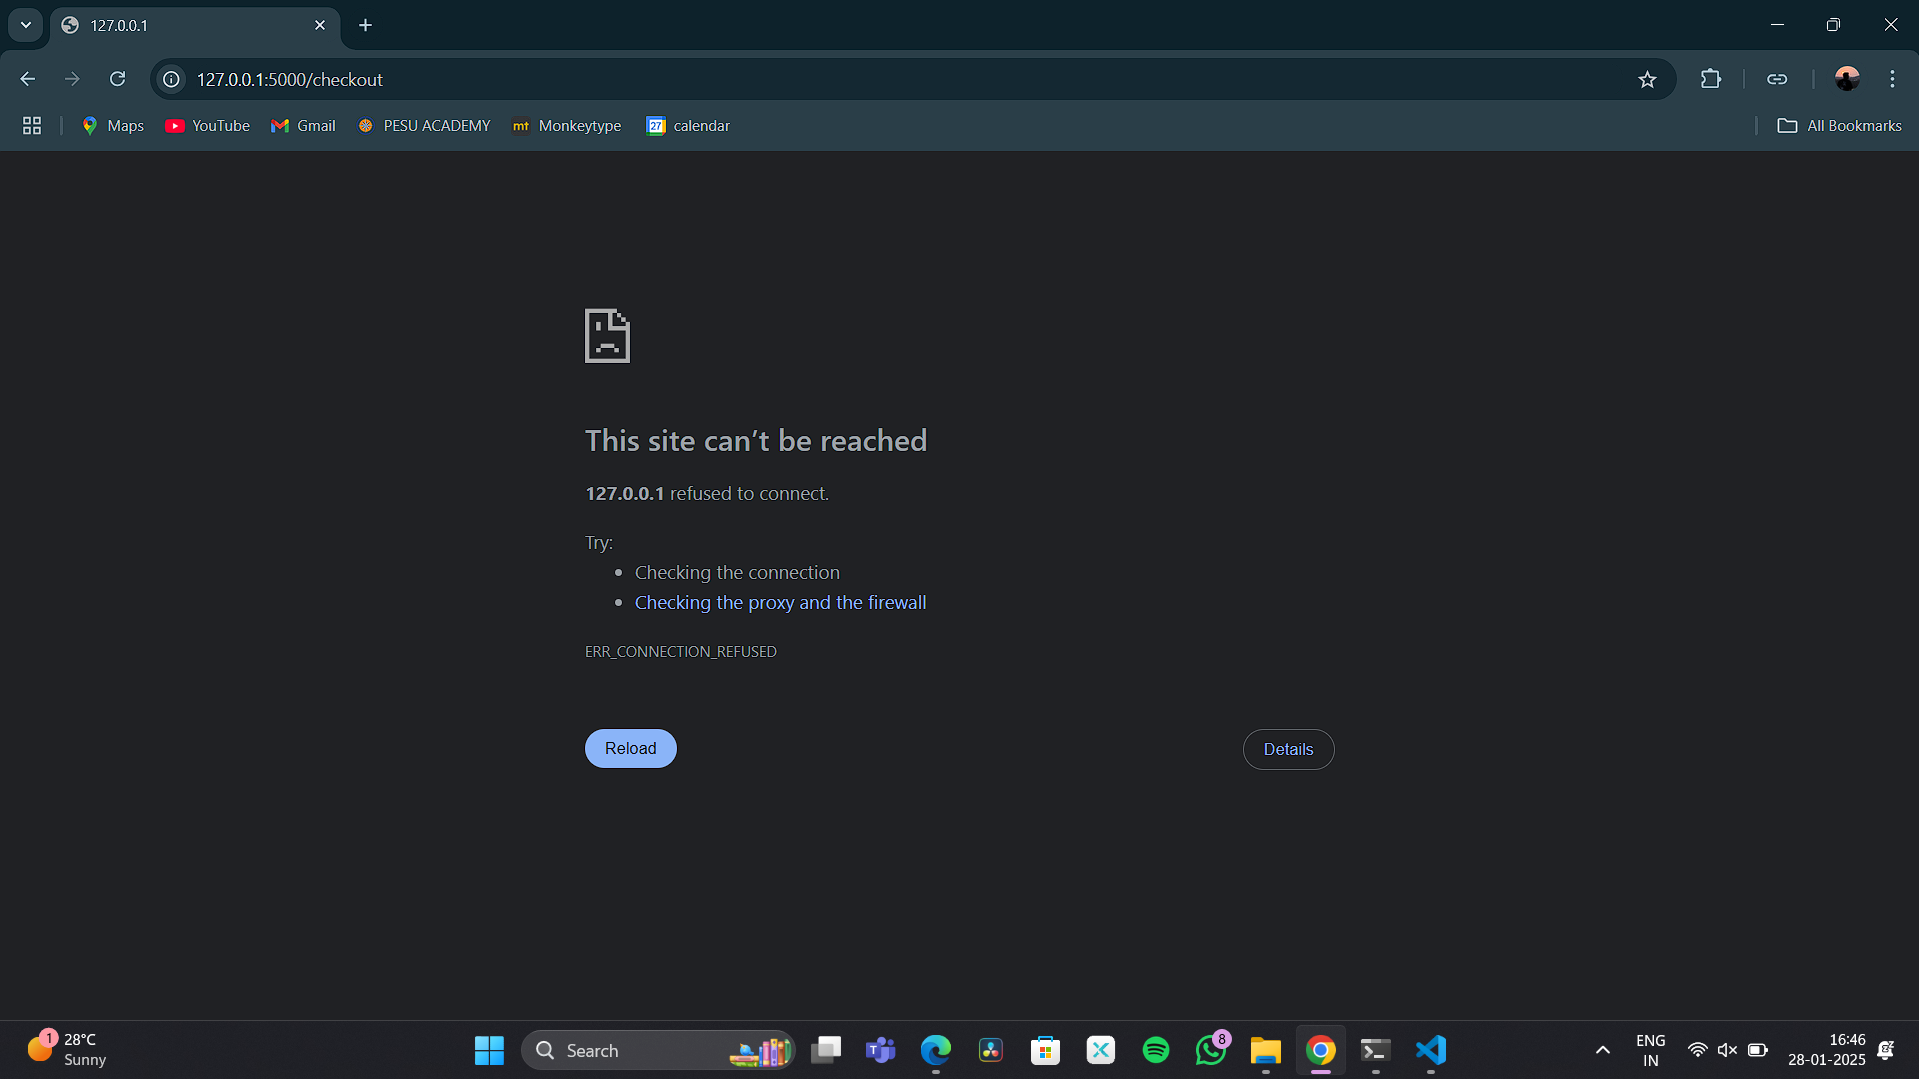 127.0.0.1
127.0.0.1:5000/checkout
Maps YouTube Gmail PESU ACADEMY mt Monkeytype 27 calendar All Bookmarks
This site can’t be reached
127.0.0.1 refused to connect.
Try:
Checking the connection
Checking the proxy and the firewall
ERR_CONNECTION_REFUSED
Reload Details
1 28°C
Sunny
Search
T
8
ENG
IN
16:46
28-01-2025